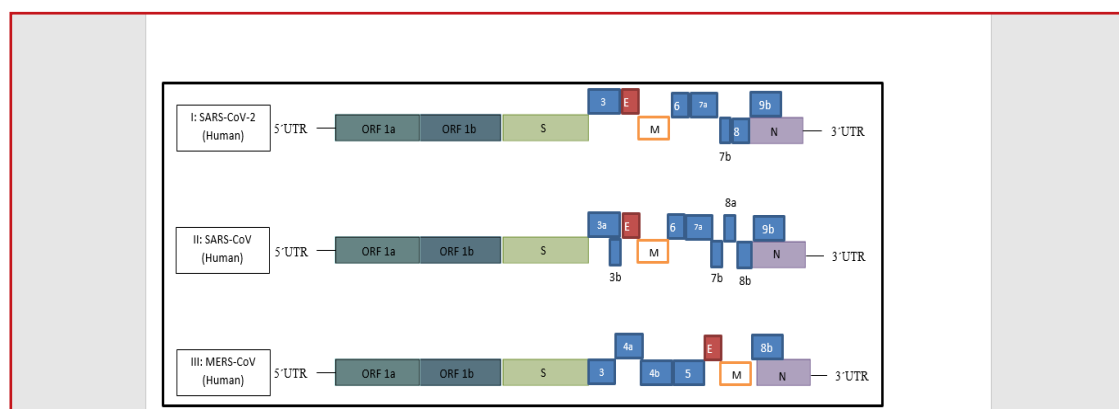 I: SARS-CoV-2
(Human)
5´UTR
ORF 1a
ORF 1b
S
3
E
M
6
7a
7b
8
9b
N
3´UTR
II: SARS-CoV
(Human)
5´UTR
ORF 1a
ORF 1b
S
3a
3b
E
M
6
7a
7b
8a
8b
9b
N
3´UTR
III: MERS-CoV
(Human)
5´UTR
ORF 1a
ORF 1b
S
3
4a
4b
5
E
M
8b
N
3´UTR